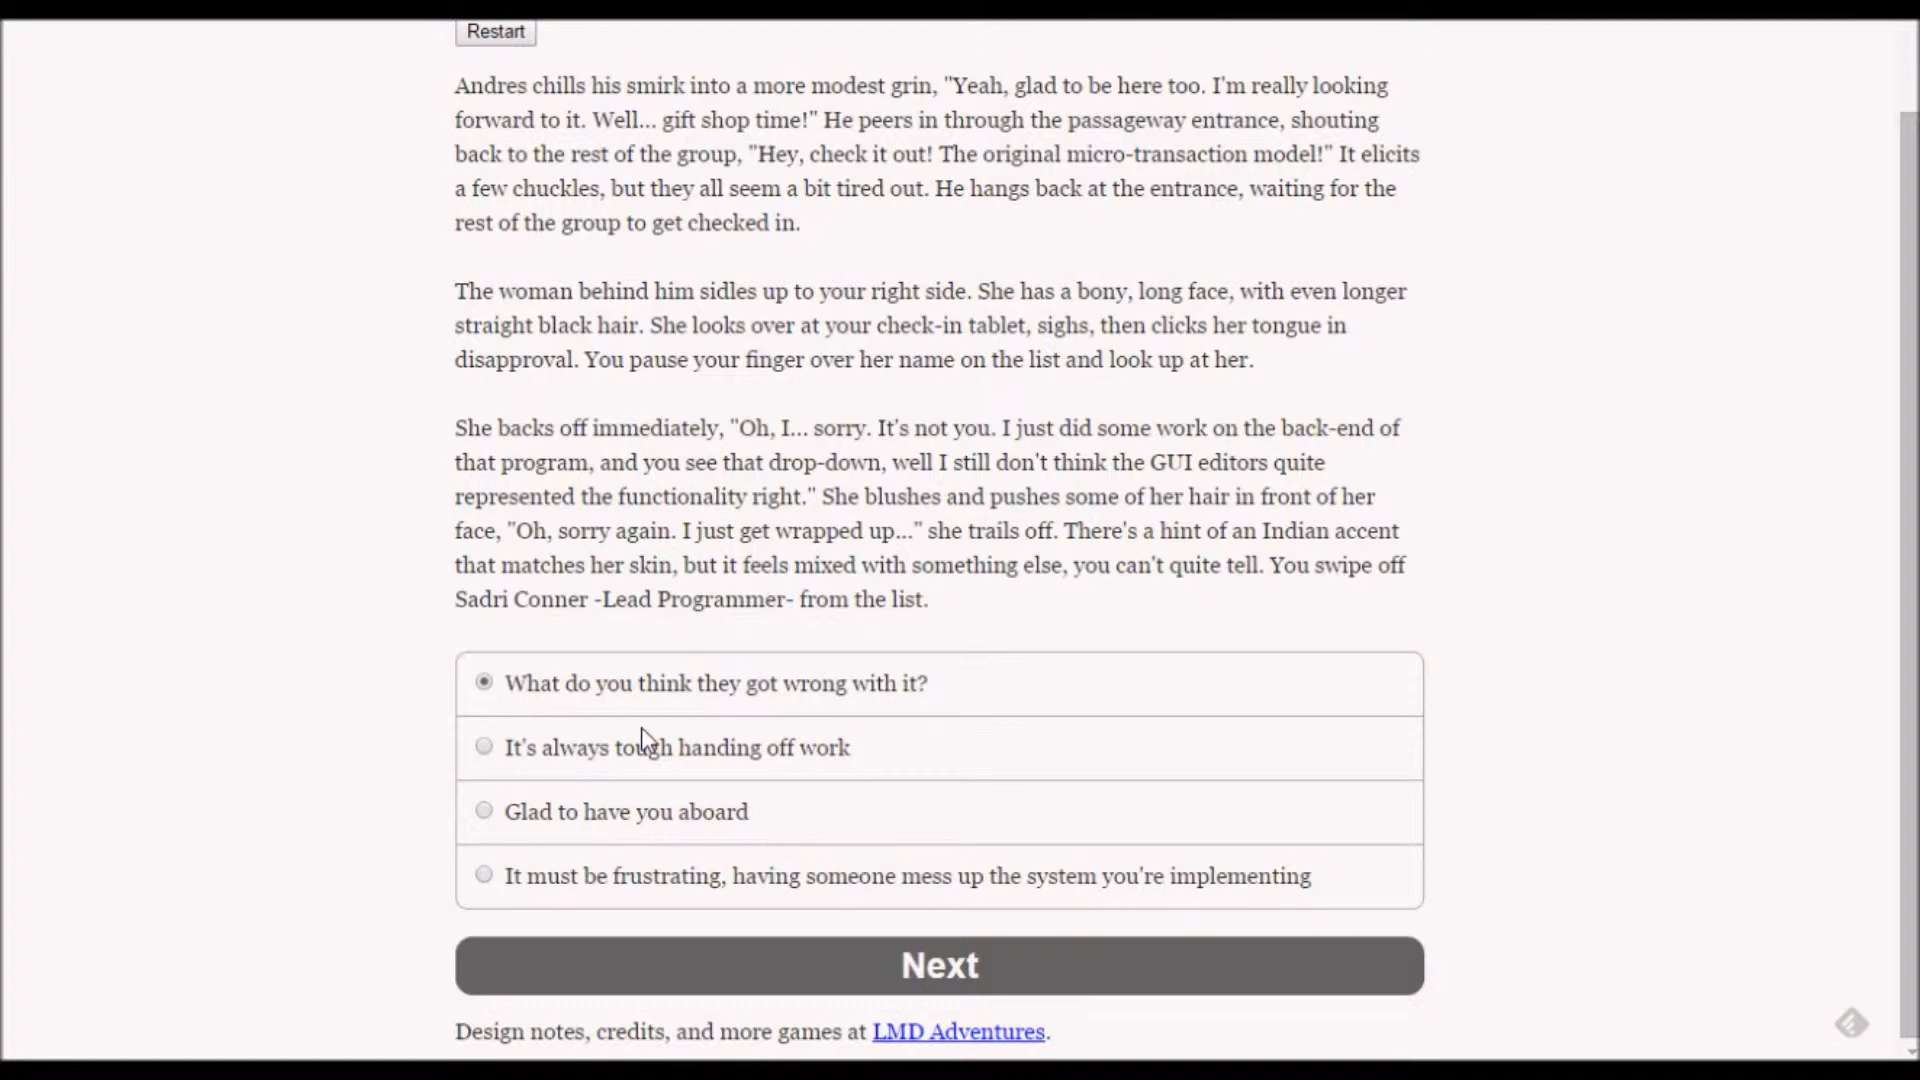 Restart
Andres chills his smirk into a more modest grin, "Yeah, glad to be here too. I'm really looking
forward to it. Well... gift shop time!" He peers in through the passageway entrance, shouting
back to the rest of the group, "Hey, check it out! The original micro-transaction model!" It elicits
a few chuckles, but they all seem a bit tired out. He hangs back at the entrance, waiting for the
rest of the group to get checked in.
The woman behind him sidles up to your right side. She has a bony, long face, with even longer
straight black hair. She looks over at your check-in tablet, sighs, then clicks her tongue in
disapproval. You pause your finger over her name on the list and look up at her.
She backs off immediately, "Oh, I... sorry. It's not you. I just did some work on the back-end of
that program, and you see that drop-down, well I still don't think the GUI editors quite
represented the functionality right." She blushes and pushes some of her hair in front of her
face, "Oh, sorry again. I just get wrapped up..." she trails off. There's a hint of an Indian accent
that matches her skin, but it feels mixed with something else, you can't quite tell. You swipe off
Sadri Conner -Lead Programmer- from the list.
What do you think they got wrong with it?
It's always tough handing off work
Glad to have you aboard
It must be frustrating, having someone mess up the system you're implementing
Next
Design notes, credits, and more games at LMD Adventures.